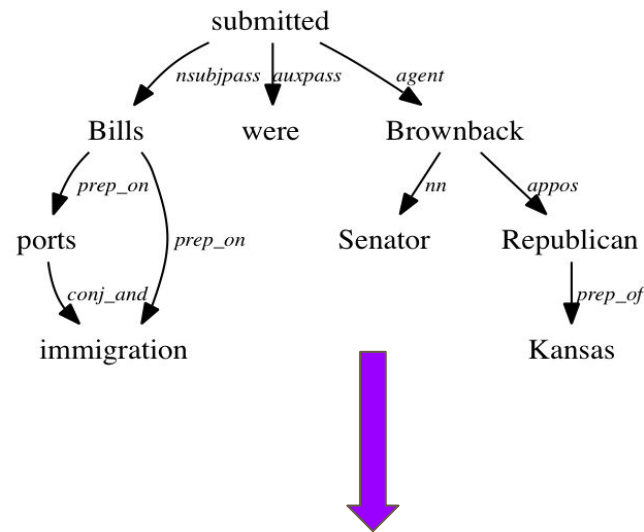 submitted
nsubjpass auxpass agent
Bills were Brownback
prep_on nn appos
ports prep_on Senator Republican
conj_and prep_of
immigration Kansas